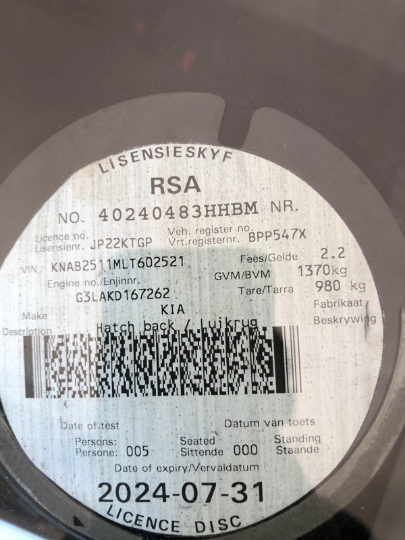 LISENSIESKYF
RSA
NO. 40240483HHBM NR.
Licence no. Veh. register no.
Lisensienr. JP22KTGP Vrt.registernr. BPP547X
VIN KNAB2511MLT602521 Fees/Gelde 2.2
Engine no./Enjinnr. GVM/BVM 1370kg
G3LAKD167262 Tare/Tarra 980 kg
Make KIA Fabrikaat
Description Hatch back / Luikrug Beskrywing
Date of test Datum van toets
Persons: Seated Standing
Persone: 005 Sittende 000 Staande
Date of expiry/Vervaldatum
2024-07-31
LICENCE DISC